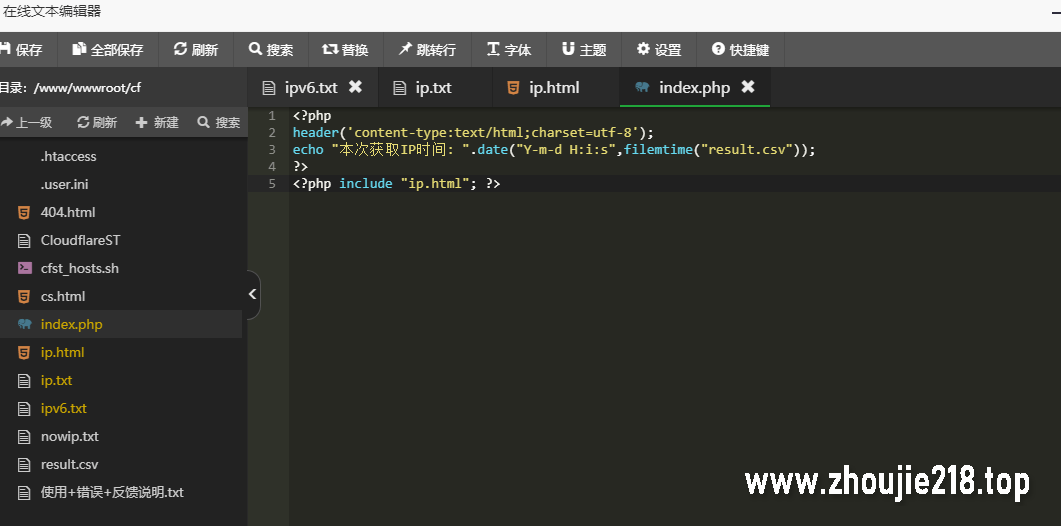 在线文本编辑器
保存 全部保存 刷新 搜索 替换 跳转行 字体 主题 设置 快捷键
目录: /www/wwwroot/cf
ipv6.txt ip.txt ip.html index.php
上一级 刷新 新建 搜索
.htaccess
.user.ini
404.html
CloudflareST
cfst_hosts.sh
cs.html
index.php
ip.html
ip.txt
ipv6.txt
nowip.txt
result.csv
使用+错误+反馈说明.txt
1 <?php
2 header('content-type:text/html;charset=utf-8');
3 echo "本次获取IP时间: ".date("Y-m-d H:i:s",filemtime("result.csv"));
4 ?>
5 <?php include "ip.html"; ?>
www.zhoujie218.top